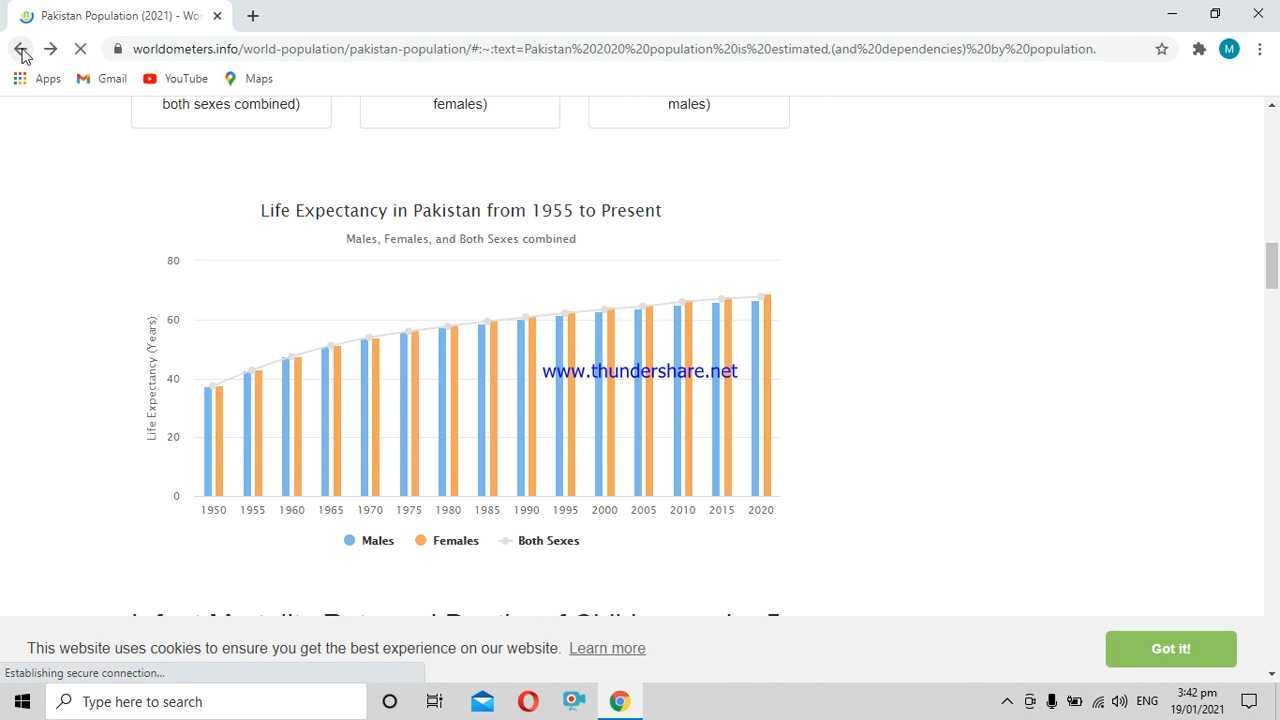 Pakistan Population (2021) - Wor
worldometers.info/world-population/pakistan-population/#:~:text=Pakistan%202020%20population%20is%20estimated,(and%20dependencies)%20by%20population.
M
Apps Gmail YouTube Maps
both sexes combined) females) males)
Life Expectancy in Pakistan from 1955 to Present
Males, Females, and Both Sexes combined
Life Expectancy (Years)
80
60
40
20
0
www.thundershare.net
1950 1955 1960 1965 1970 1975 1980 1985 1990 1995 2000 2005 2010 2015 2020
Males Females Both Sexes
This website uses cookies to ensure you get the best experience on our website. Learn more Got it!
Establishing secure connection...
Type here to search
ENG
3:42 pm
19/01/2021